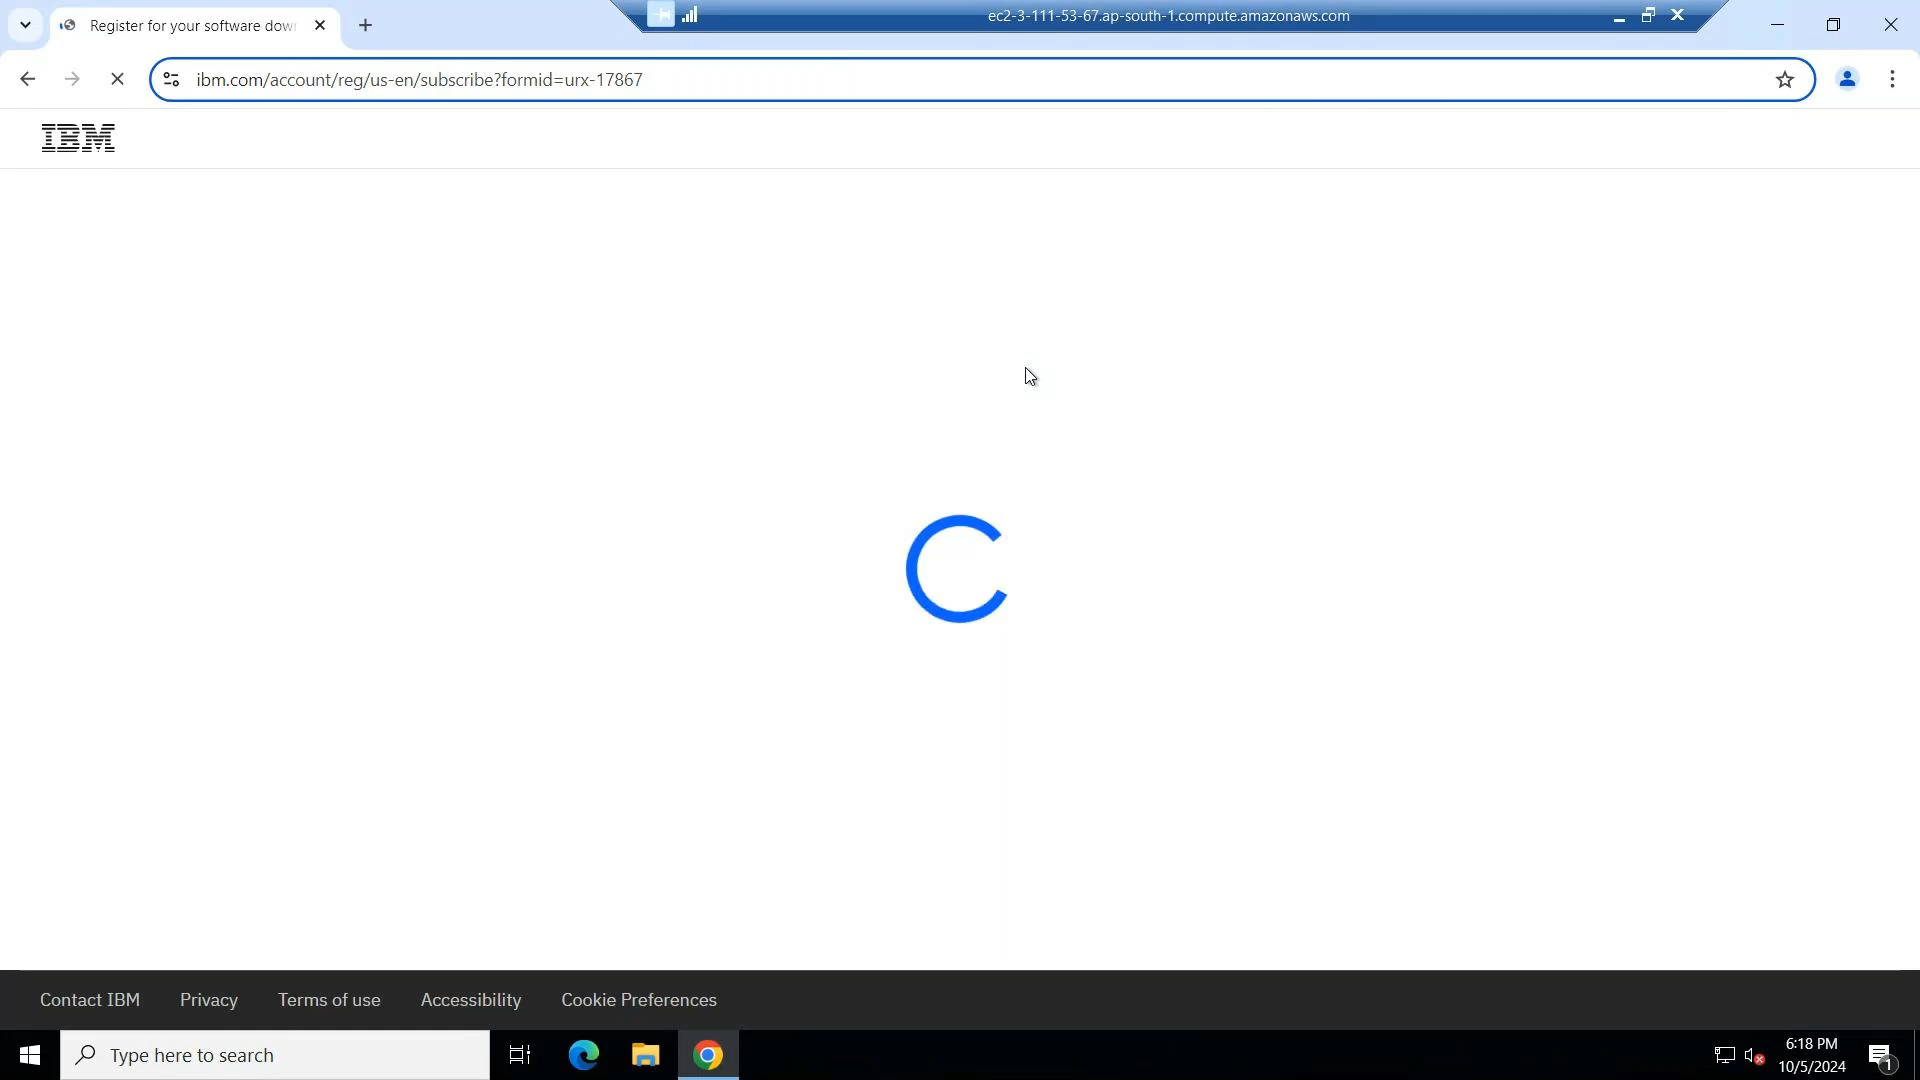 Register for your software dow
ec2-3-111-53-67.ap-south-1.compute.amazonaws.com
ibm.com/account/reg/us-en/subscribe?formid=urx-17867
IBM
Contact IBM
Privacy
Terms of use
Accessibility
Cookie Preferences
Type here to search
6:18 PM
10/5/2024
1